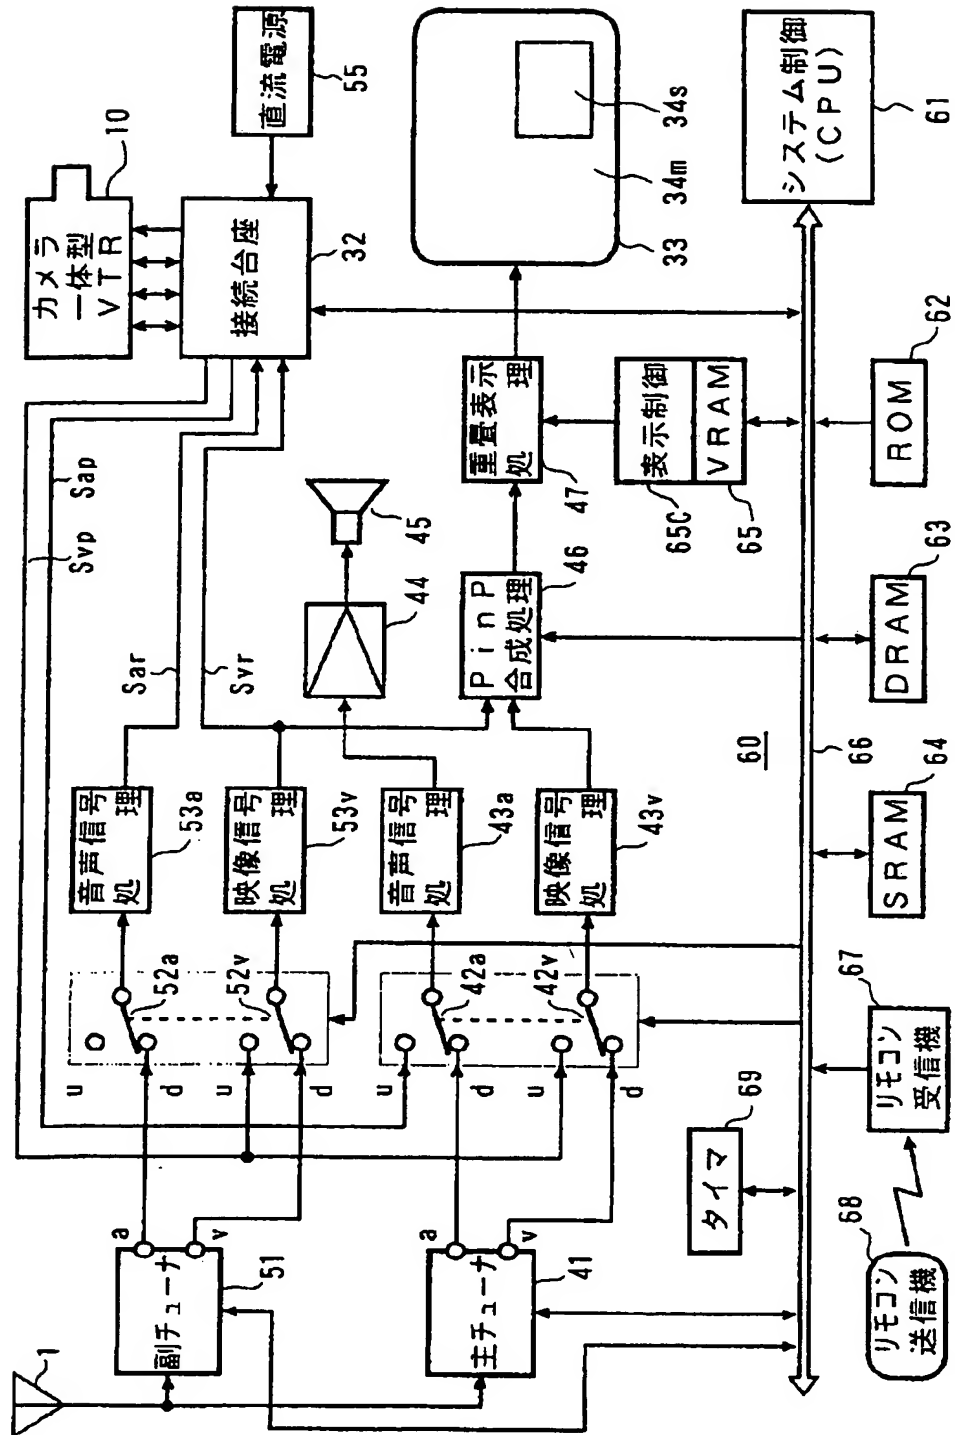 1
副チューナ
51
a
v
主チューナ
41
a
v
u
d
u
d
52a
52v
u
d
u
d
42a
42v
音声信号
処理
53a
映像信号
処理
53v
音声信号
処理
43a
映像信号
処理
43v
Svp
Sap
Sar
Svr
44
45
PinP
合成処理
46
重畳表示
処理
47
カメラ
一体型
VTR
10
接続台座
32
直流電源
55
33
34m
34s
表示制御
65C
VRAM
65
60
66
システム制御
(CPU)
61
ROM
62
DRAM
63
SRAM
64
リモコン
受信機
67
リモコン
送信機
68
タイマ
69